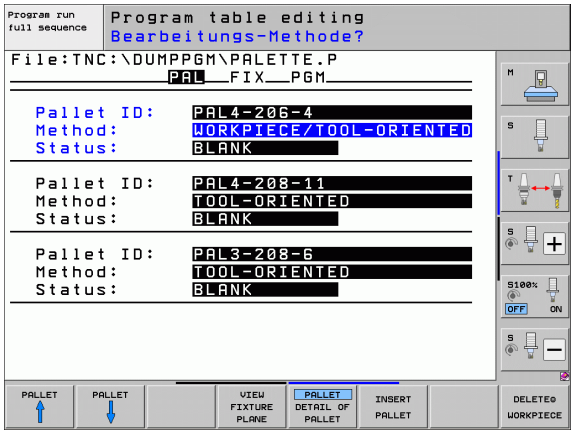 Program run
full sequence
Program table editing
Bearbeitungs-Methode?
File:TNC:\DUMPPGM\PALETTE.P
PAL FIX PGM
Pallet ID: PAL4-206-4
Method: WORKPIECE/TOOL-ORIENTED
Status: BLANK
Pallet ID: PAL4-208-11
Method: TOOL-ORIENTED
Status: BLANK
Pallet ID: PAL3-208-6
Method: TOOL-ORIENTED
Status: BLANK
M
S
T
S
+
S100%
OFF ON
S
−
PALLET
PALLET
VIEW
FIXTURE
PLANE
PALLET
DETAIL OF
PALLET
INSERT
PALLET
DELETE
WORKPIECE